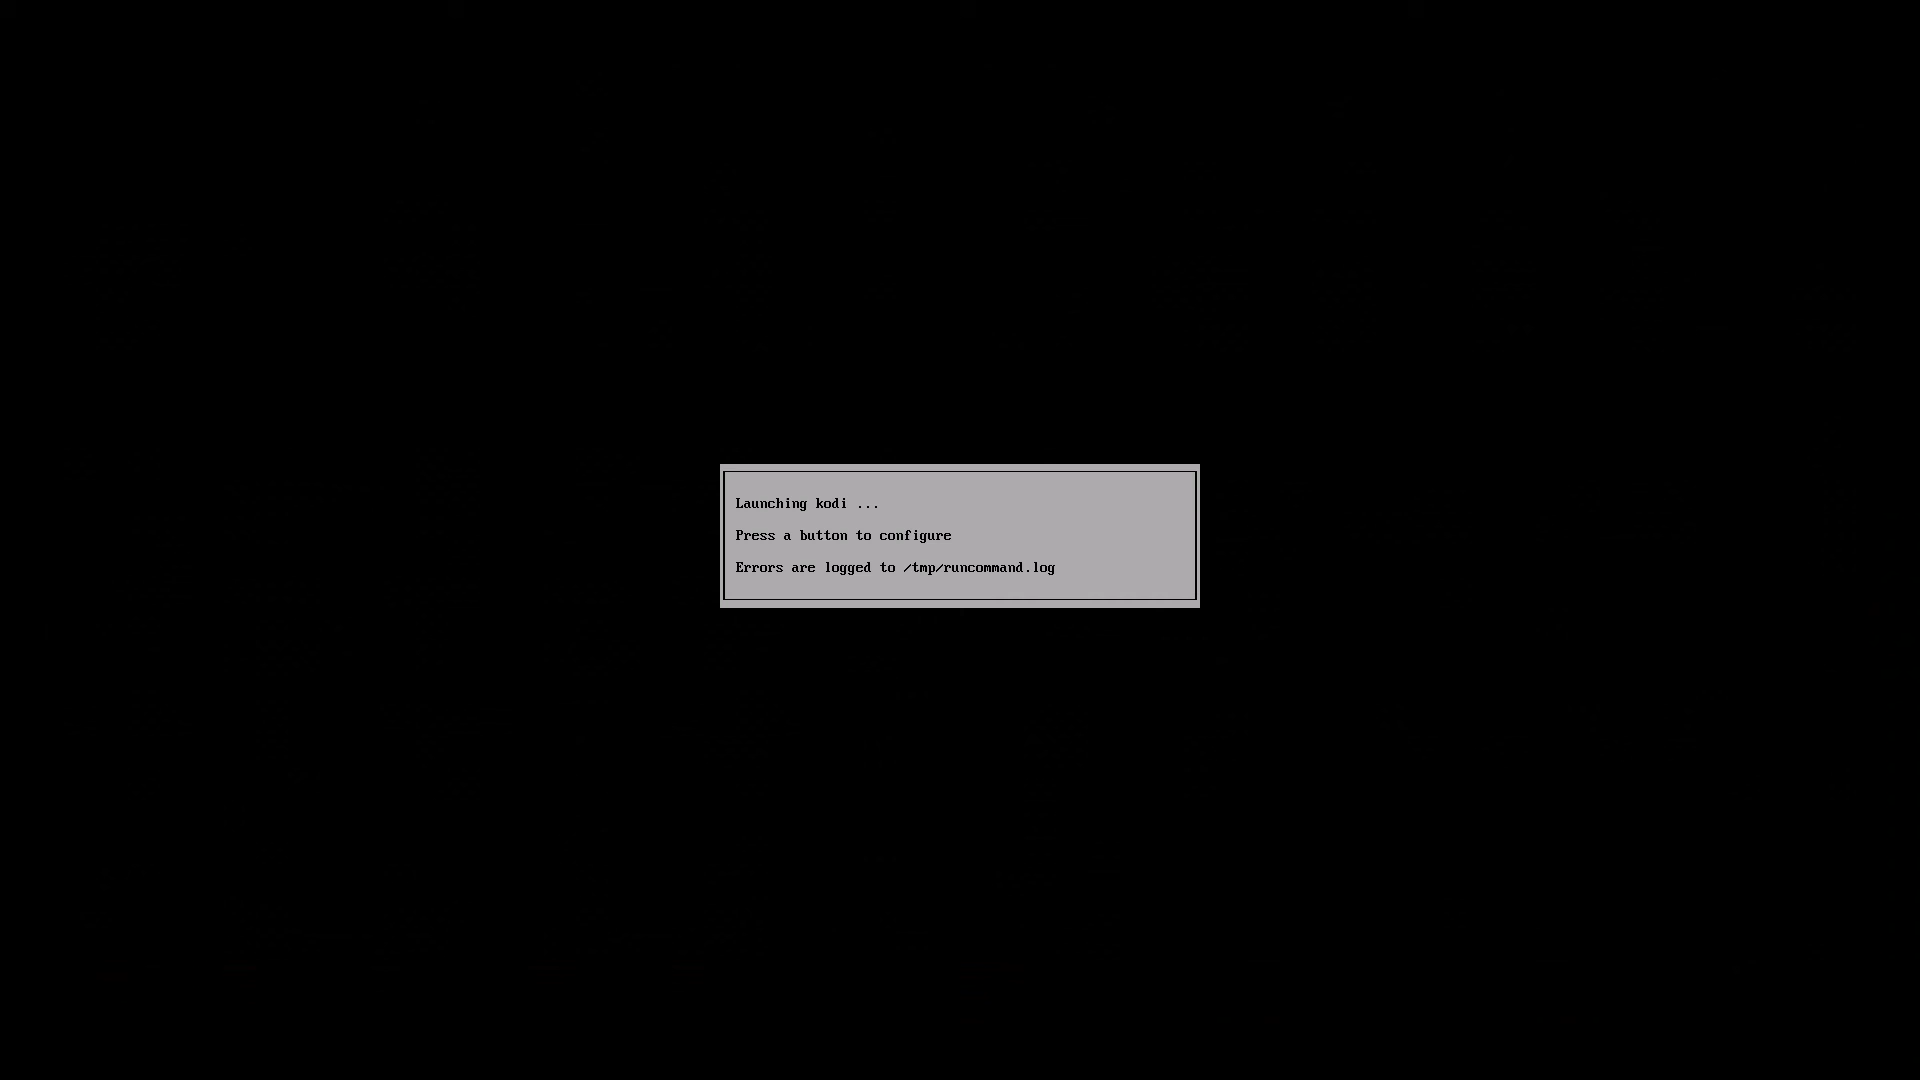 Launching kodi ...
Press a button to configure
Errors are logged to /tmp/runcommand.log